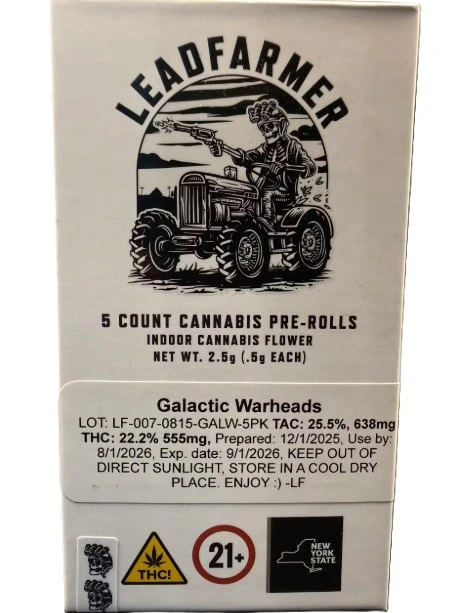 LEADFARMER
5 COUNT CANNABIS PRE-ROLLS
INDOOR CANNABIS FLOWER
NET WT. 2.5g (.5g EACH)
Galactic Warheads
LOT: LF-007-0815-GALW-5PK TAC: 25.5%, 638mg
THC: 22.2% 555mg, Prepared: 12/1/2025, Use by:
8/1/2026, Exp. date: 9/1/2026, KEEP OUT OF
DIRECT SUNLIGHT, STORE IN A COOL DRY
PLACE. ENJOY :) -LF
THC!
21+
NEW
YORK
STATE